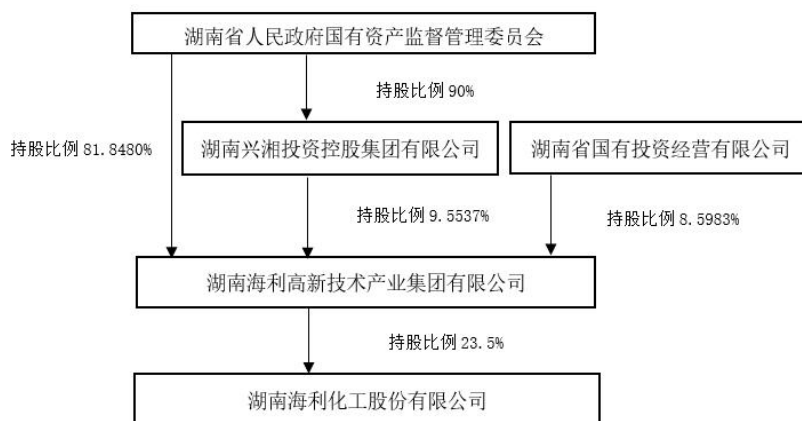 湖南省人民政府国有资产监督管理委员会
持股比例 90%
持股比例 81.8480%
湖南兴湘投资控股集团有限公司
湖南省国有投资经营有限公司
持股比例 9.5537%
持股比例 8.5983%
湖南海利高新技术产业集团有限公司
持股比例 23.5%
湖南海利化工股份有限公司